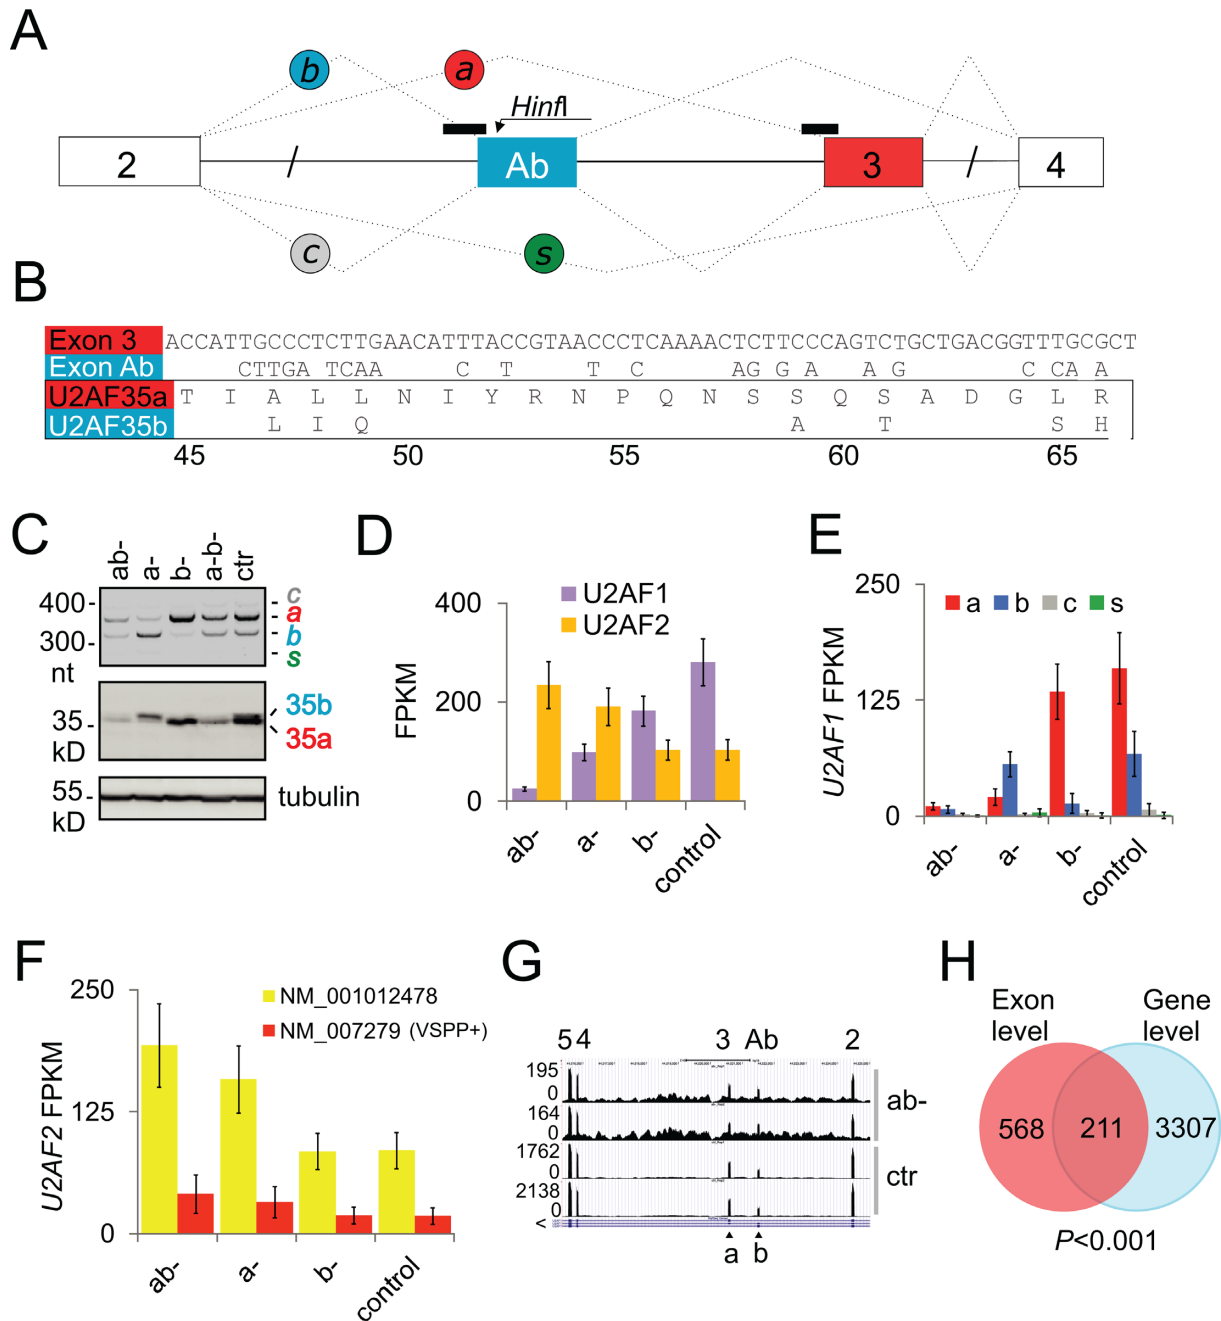 A
b
a
HinfI
2
Ab
3
4
c
s
B
Exon 3 ACCATTGCCCTCTTGAACATTTACCGTAACCCTCAAAACTCTTCCCAGTCTGCTGACGGTTTGCGCT
Exon Ab CTTGA TCAA C T T C AG G A A G C CA A
U2AF35a T I A L L N I Y R N P Q N S S Q S A D G L R
U2AF35b L I Q A T S H
45 50 55 60 65
C
ab- a- b- a-b- ctr
400-
300-
nt
c
a
b
s
35-
kD
35b
35a
55-
kD
tubulin
D
U2AF1
U2AF2
FPKM
400
200
0
ab- a- b- control
E
250
a b c s
U2AF1 FPKM
125
0
ab- a- b- control
F
250
NM_001012478
NM_007279 (VSPP+)
U2AF2 FPKM
125
0
ab- a- b- control
G
5 4 3 Ab 2
195
0
164
0
ab-
1762
0
2138
0
ctr
<
a b
H
Exon level
Gene level
568 211 3307
P<0.001